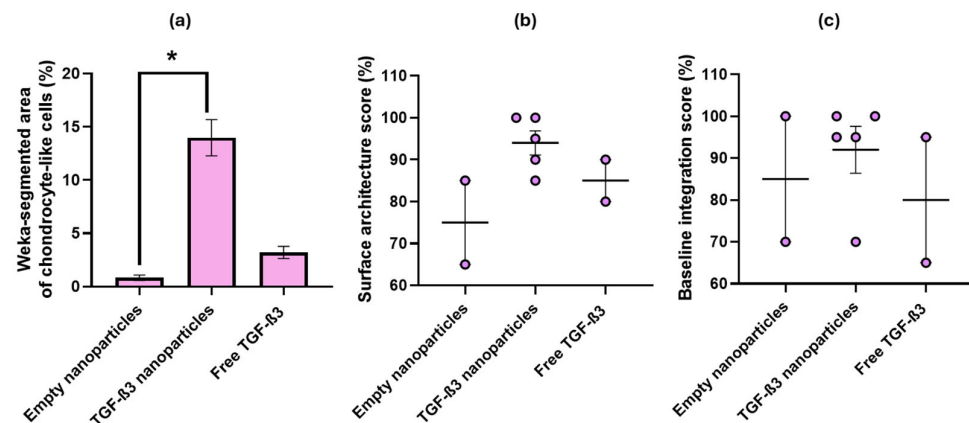 (a)
Weka-segmented area
of chondrocyte-like cells (%)
20
15
10
5
0
*
Empty nanoparticles
TGF-ß3 nanoparticles
Free TGF-ß3
(b)
Surface architecture score (%)
110
100
90
80
70
60
Empty nanoparticles
TGF-ß3 nanoparticles
Free TGF-ß3
(c)
Baseline integration score (%)
110
100
90
80
70
60
Empty nanoparticles
TGF-ß3 nanoparticles
Free TGF-ß3